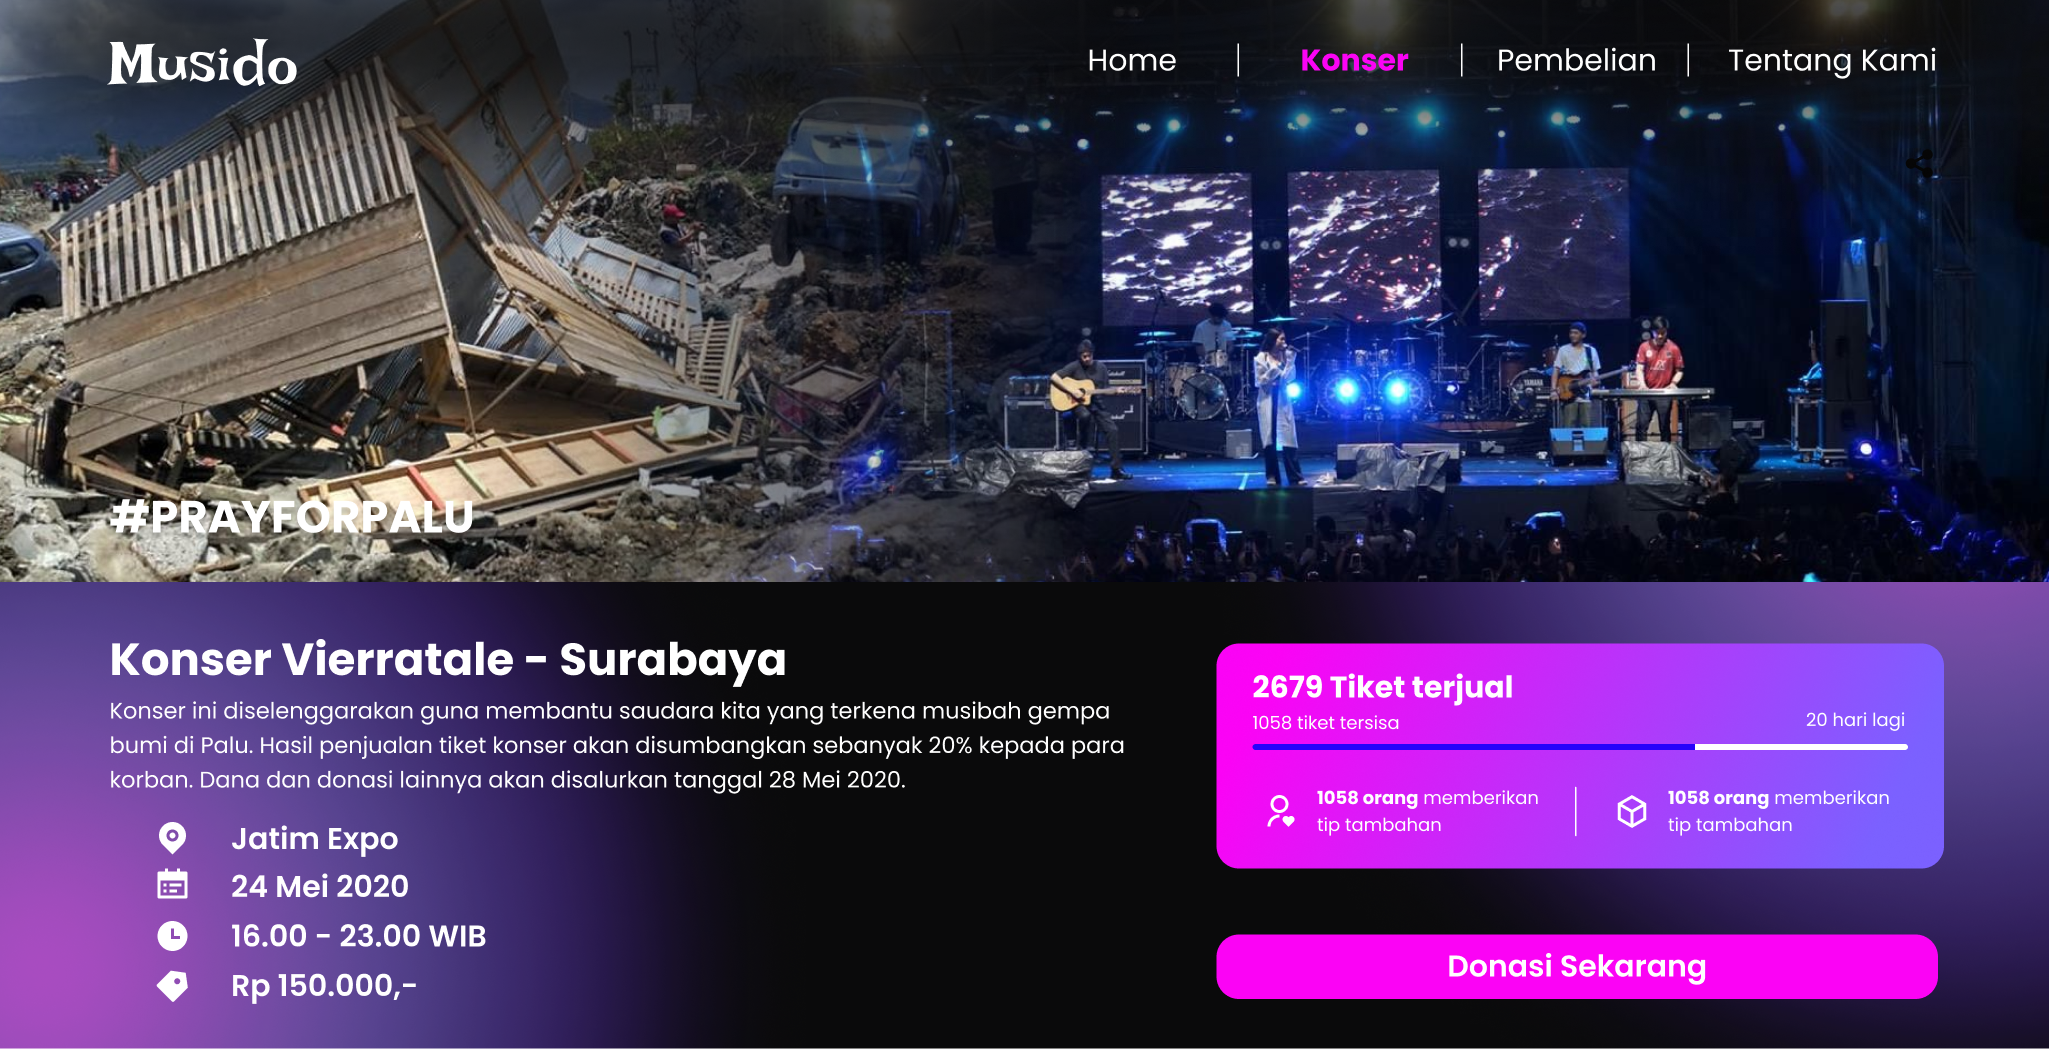 Musido
Home
Konser
Pembelian
Tentang Kami
#PRAYFORPALU
Konser Vierratale - Surabaya
Konser ini diselenggarakan guna membantu saudara kita yang terkena musibah gempa
bumi di Palu. Hasil penjualan tiket konser akan disumbangkan sebanyak 20% kepada para
korban. Dana dan donasi lainnya akan disalurkan tanggal 28 Mei 2020.
Jatim Expo
24 Mei 2020
16.00 - 23.00 WIB
Rp 150.000,-
2679 Tiket terjual
1058 tiket tersisa
20 hari lagi
1058 orang memberikan
tip tambahan
1058 orang memberikan
tip tambahan
Donasi Sekarang